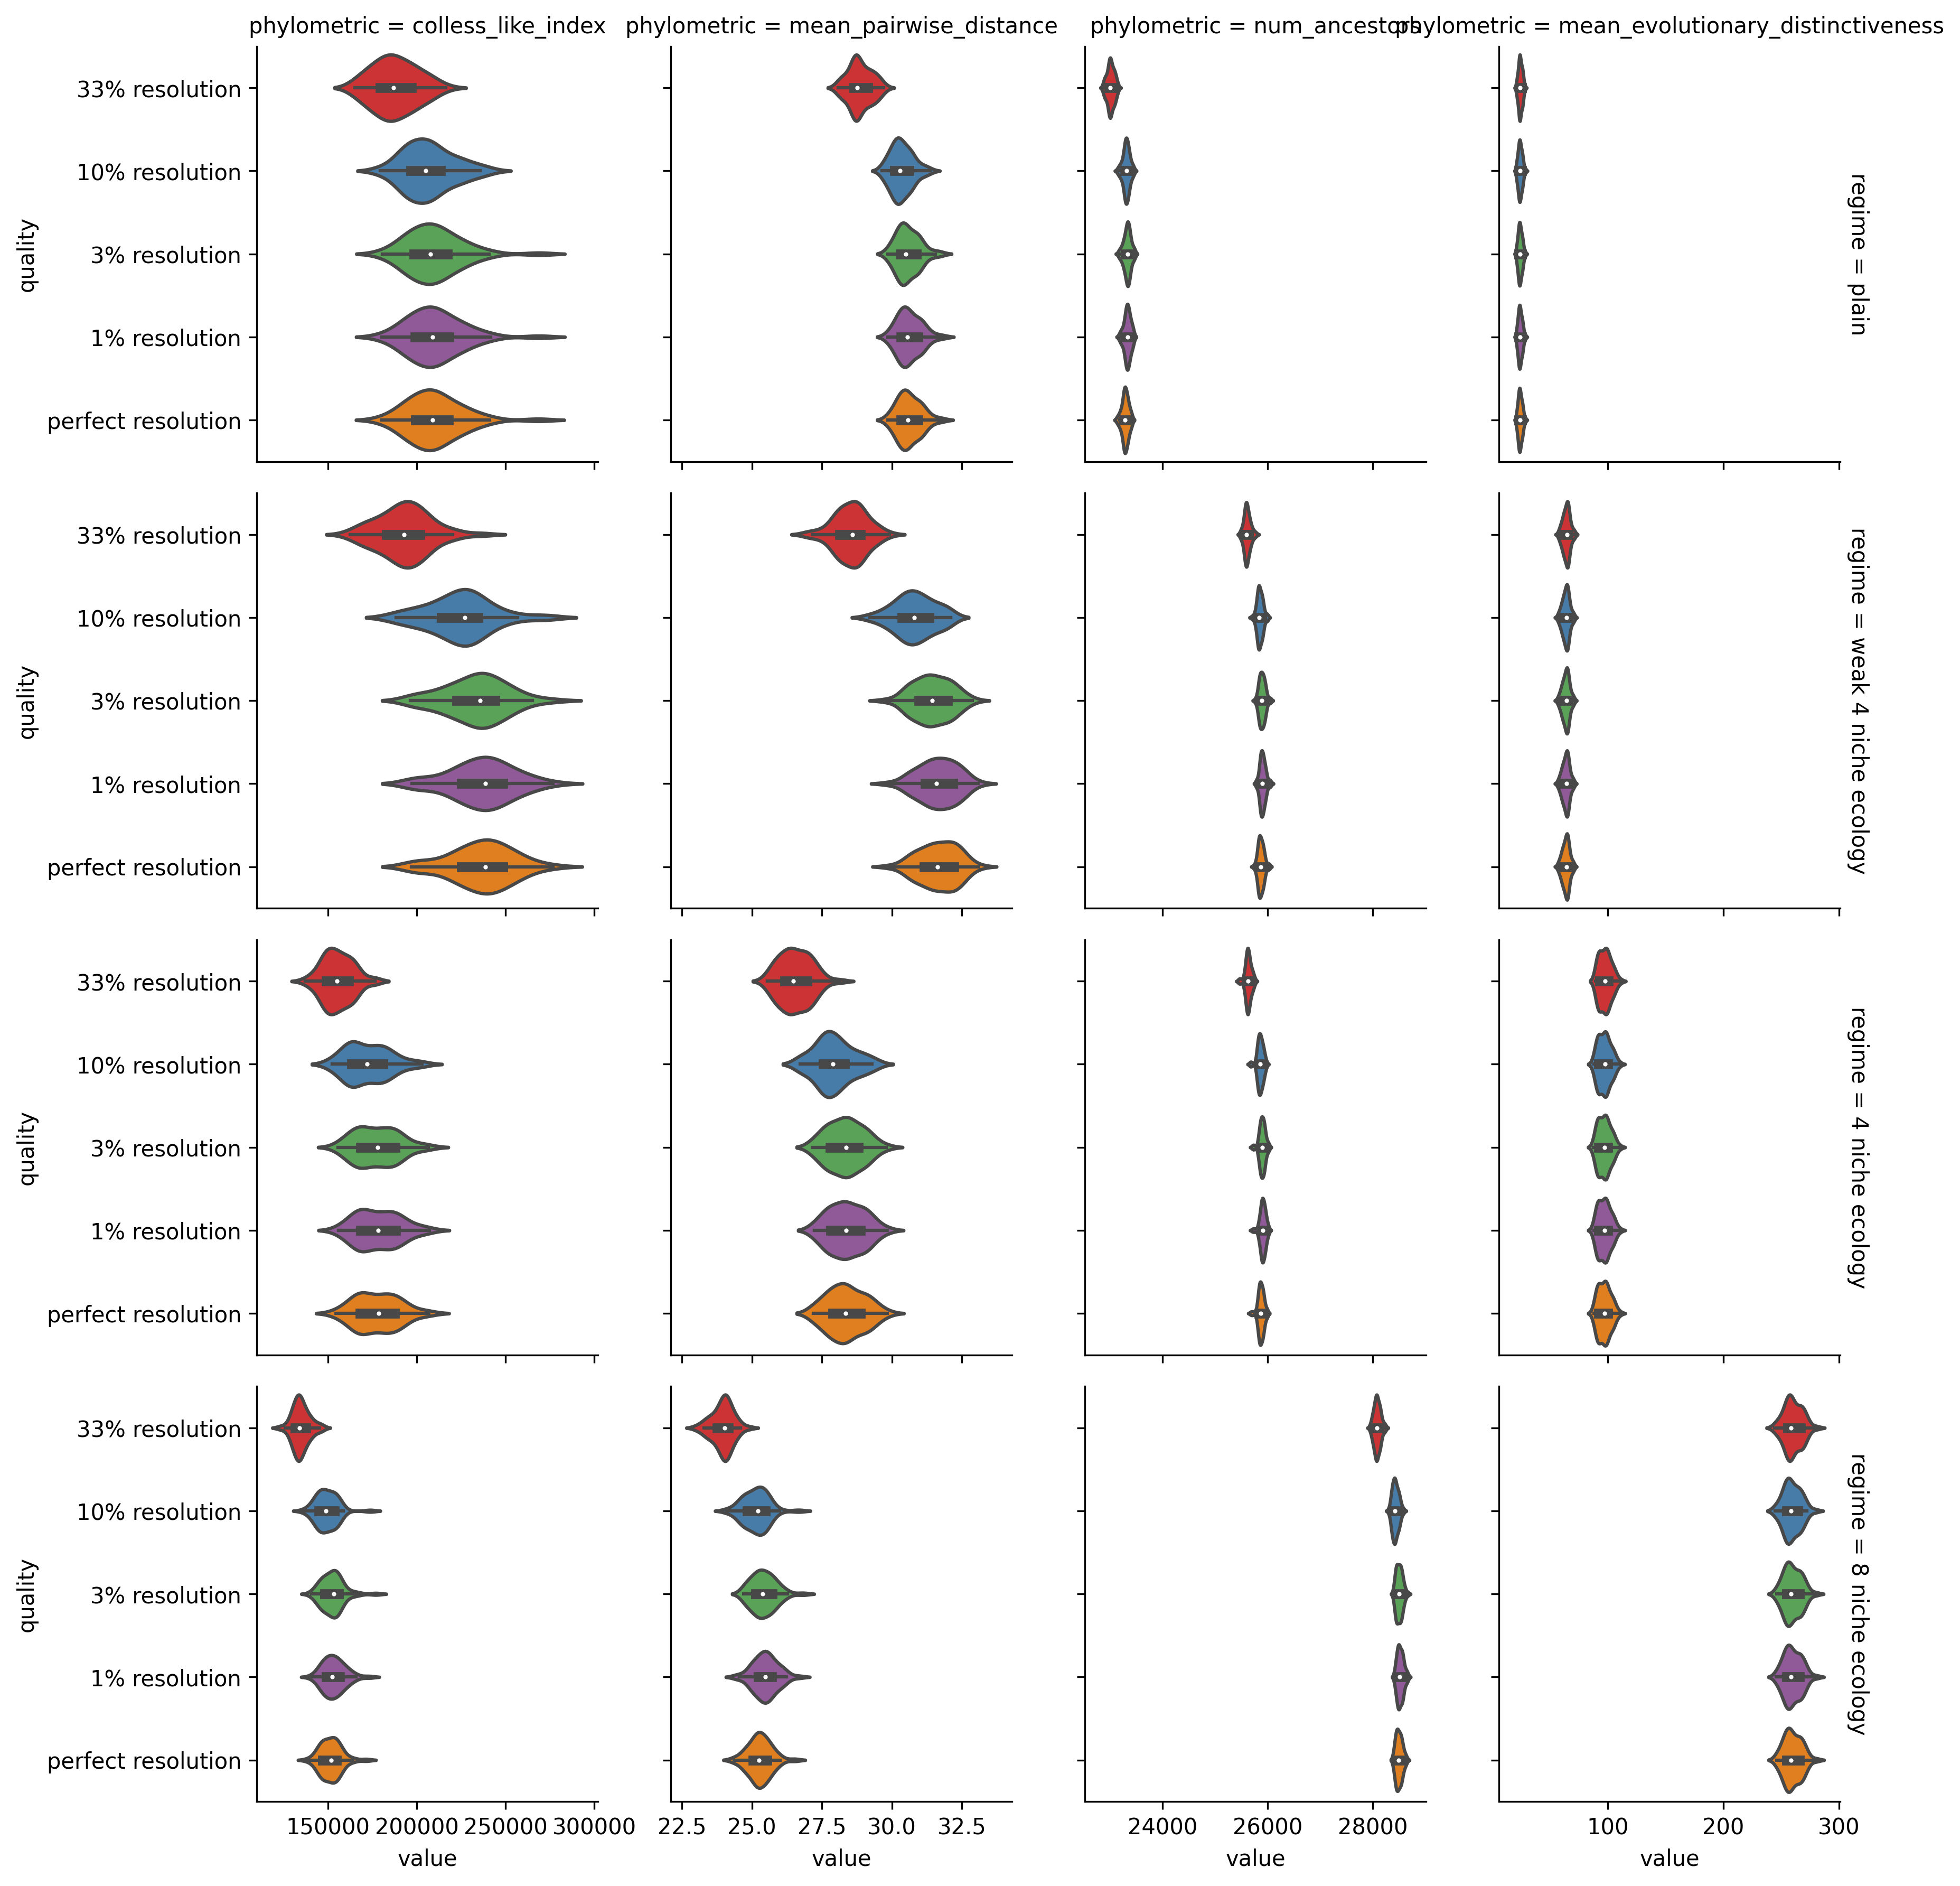 phylometric = colless_like_index
phylometric = mean_pairwise_distance
phylometric = num_ancestors
phylometric = mean_evolutionary_distinctiveness
quality
33% resolution
10% resolution
3% resolution
1% resolution
perfect resolution
regime = plain
quality
33% resolution
10% resolution
3% resolution
1% resolution
perfect resolution
regime = weak 4 niche ecology
quality
33% resolution
10% resolution
3% resolution
1% resolution
perfect resolution
regime = 4 niche ecology
quality
33% resolution
10% resolution
3% resolution
1% resolution
perfect resolution
regime = 8 niche ecology
150000 200000 250000 300000
22.5 25.0 27.5 30.0 32.5
24000 26000 28000
100 200 300
value
value
value
value